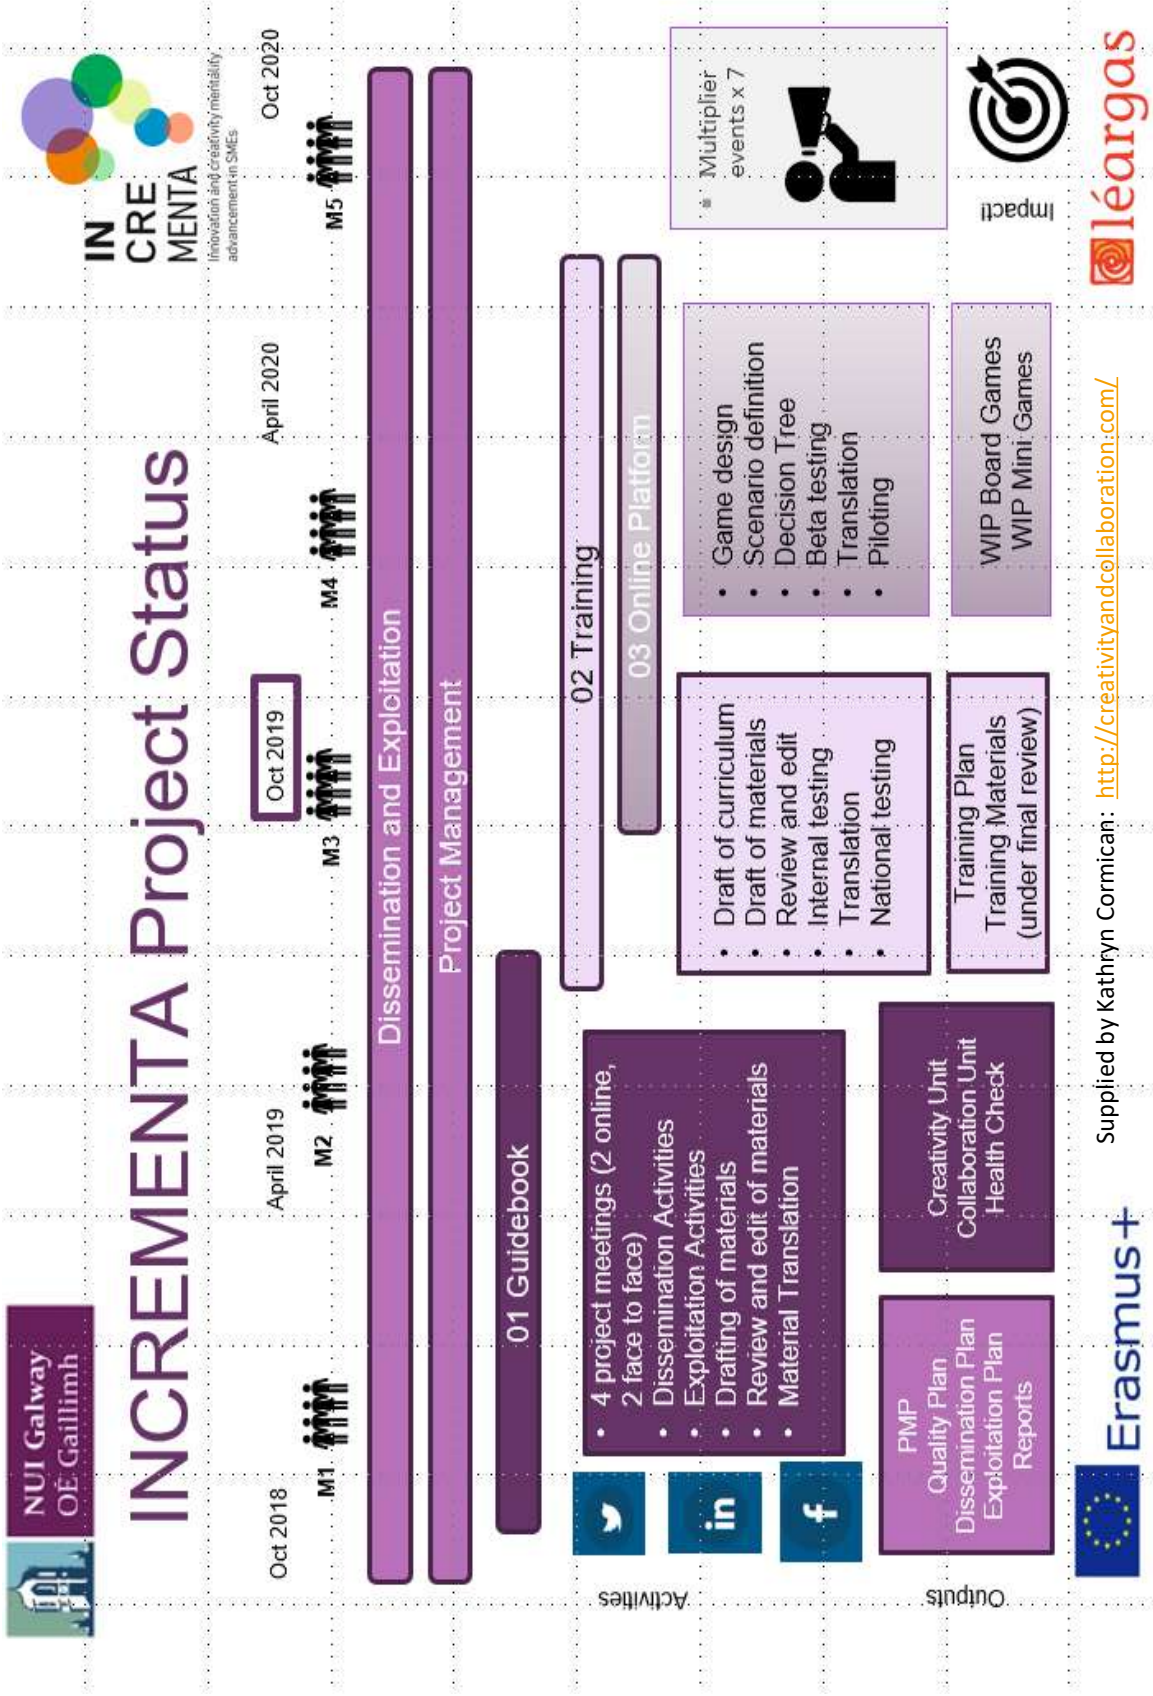 NUI Galway
OÉ Gaillimh
IN
CRE
MENTA
Innovation and creativity mentality
advancement in SMEs
INCREMENTA Project Status
Oct 2018
April 2019
Oct 2019
April 2020
Oct 2020
M1
M2
M3
M4
M5
Dissemination and Exploitation
Project Management
01 Guidebook
02 Training
03 Online Platform
Activities
• 4 project meetings (2 online,
2 face to face)
• Dissemination Activities
• Exploitation Activities
• Drafting of materials
• Review and edit of materials
• Material Translation
• Draft of curriculum
• Draft of materials
• Review and edit
• Internal testing
• Translation
• National testing
• Game design
• Scenario definition
• Decision Tree
• Beta testing
• Translation
• Piloting
Multiplier
events x 7
in
f
Outputs
PMP
Quality Plan
Dissemination Plan
Exploitation Plan
Reports
Creativity Unit
Collaboration Unit
Health Check
Training Plan
Training Materials
(under final review)
WIP Board Games
WIP Mini Games
Impact!
Erasmus+
Supplied by Kathryn Cormican: http://creativityandcollaboration.com/
léargas